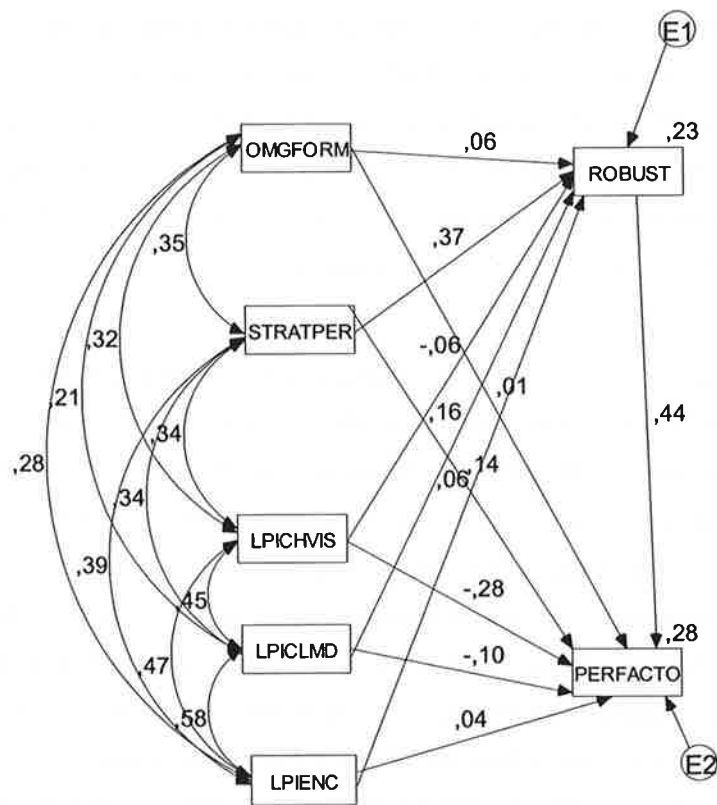 E1
OMGFORM
,06
,23
ROBUST
,35
,37
STRATPER
,32
-,06
,01
,21
,34
,16
,44
,28
,34
,06
,14
LPICHVIS
,39
,45
-,28
,28
,47
LPICLMD
-,10
PERFACTO
,58
,04
LPIENC
E2